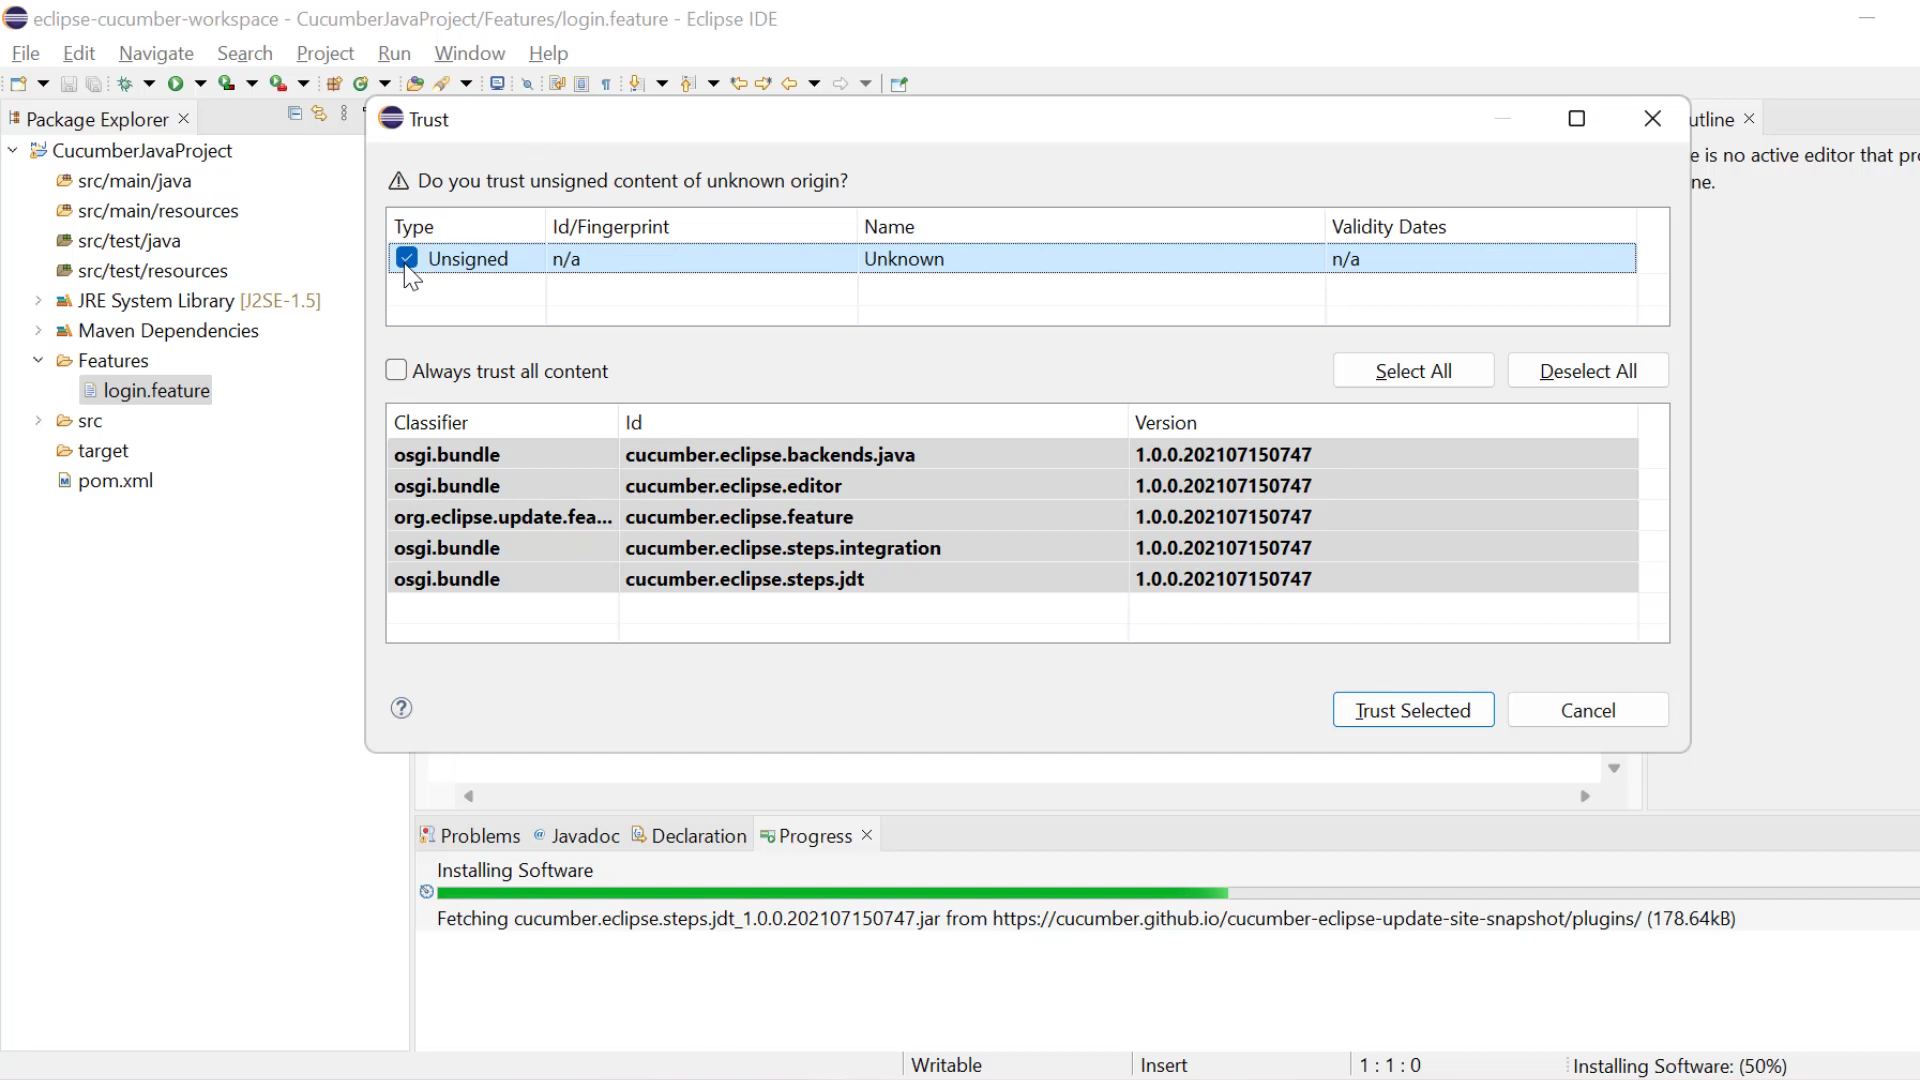 eclipse-cucumber-workspace - CucumberJavaProject/Features/login.feature - Eclipse IDE
File Edit Navigate Search Project Run Window Help
Package Explorer
CucumberJavaProject
src/main/java
src/main/resources
src/test/java
src/test/resources
JRE System Library [J2SE-1.5]
Maven Dependencies
Features
login.feature
src
target
pom.xml
Trust
Do you trust unsigned content of unknown origin?
Type Id/Fingerprint Name Validity Dates
Unsigned n/a Unknown n/a
Always trust all content Select All Deselect All
Classifier Id Version
osgi.bundle cucumber.eclipse.backends.java 1.0.0.202107150747
osgi.bundle cucumber.eclipse.editor 1.0.0.202107150747
org.eclipse.update.fea... cucumber.eclipse.feature 1.0.0.202107150747
osgi.bundle cucumber.eclipse.steps.integration 1.0.0.202107150747
osgi.bundle cucumber.eclipse.steps.jdt 1.0.0.202107150747
Trust Selected Cancel
utline
e is no active editor that pro
ne.
Problems Javadoc Declaration Progress
Installing Software
Fetching cucumber.eclipse.steps.jdt_1.0.0.202107150747.jar from https://cucumber.github.io/cucumber-eclipse-update-site-snapshot/plugins/ (178.64kB)
Writable Insert 1 : 1 : 0 Installing Software: (50%)